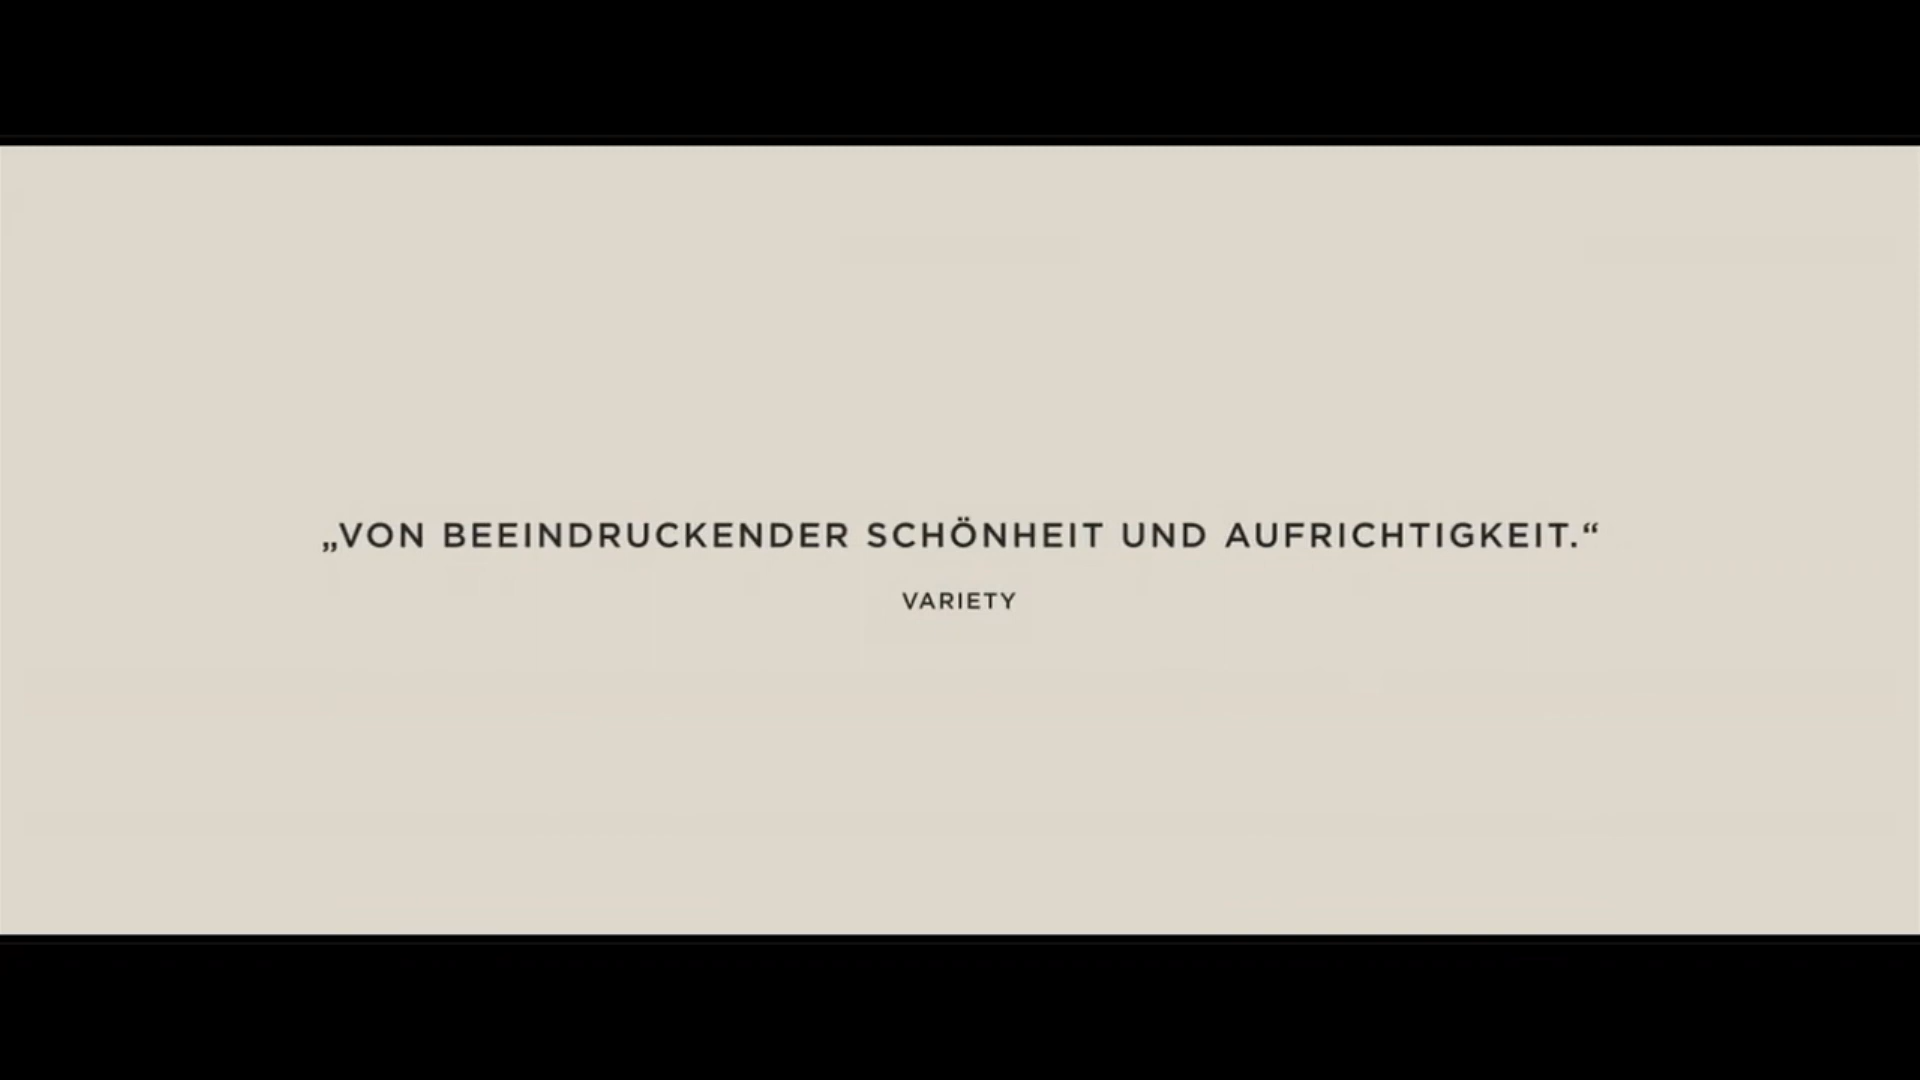 „VON BEEINDRUCKENDER SCHÖNHEIT UND AUFRICHTIGKEIT.“
VARIETY